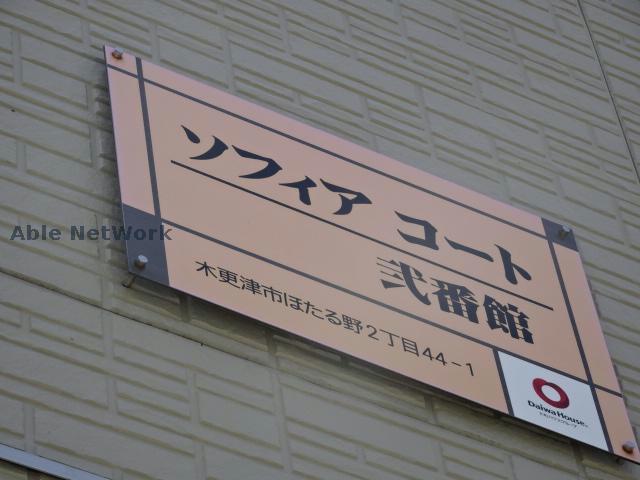 ソフィア コート
弐番館
木更津市ほたる野2丁目44-1
Able NetWork
Daiwa House